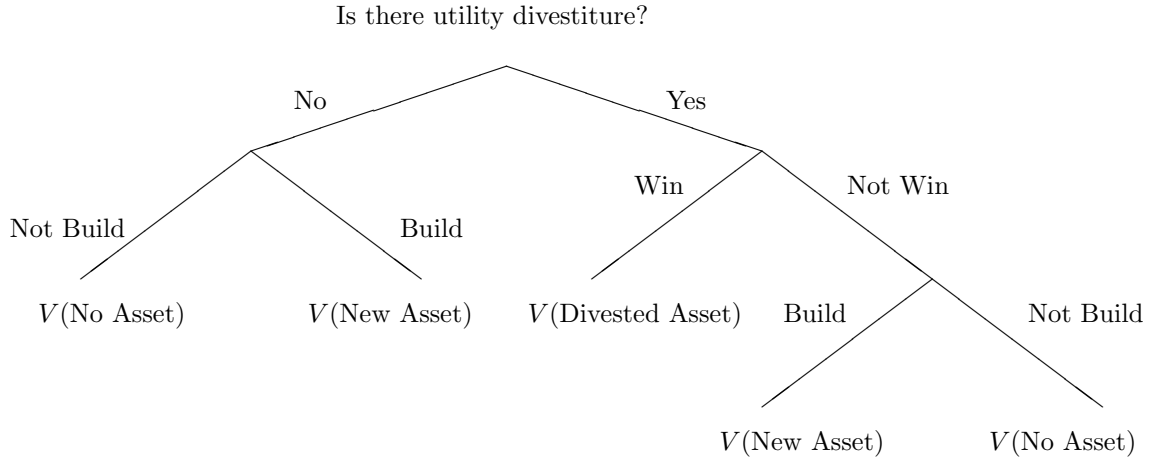 Is there utility divestiture?
No
Yes
Win
Not Win
Not Build
Build
V(No Asset)
V(New Asset)
V(Divested Asset)
Build
Not Build
V(New Asset)
V(No Asset)